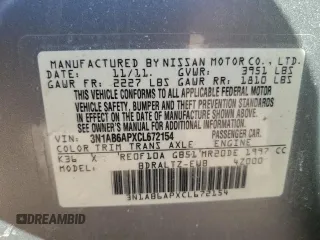 MANUFACTURED BY NISSAN MOTOR CO., LTD.
DATE: 11/11. GVWR: 3951 LBS
GAWR FR: 2227 LBS GAWR RR: 1810 LBS
THIS VEHICLE CONFORMS TO ALL APPLICABLE FEDERAL MOTOR
VEHICLE SAFETY, BUMPER AND THEFT PREVENTION
STANDARDS IN EFFECT ON THE DATE OF
MANUFACTURE SHOWN ABOVE.
SEE OWNER'S MANUAL FOR ADDITIONAL INFORMATION
VIN: 3N1AB6APXCL672154 PASSENGER CAR.
COLOR TRIM TRANS AXLE ENGINE
K36 X RE0F10A GB51 MR20DE 1997 CC
MODEL: BDRALTZ-EWB 47000
3N1AB6APXCL672154